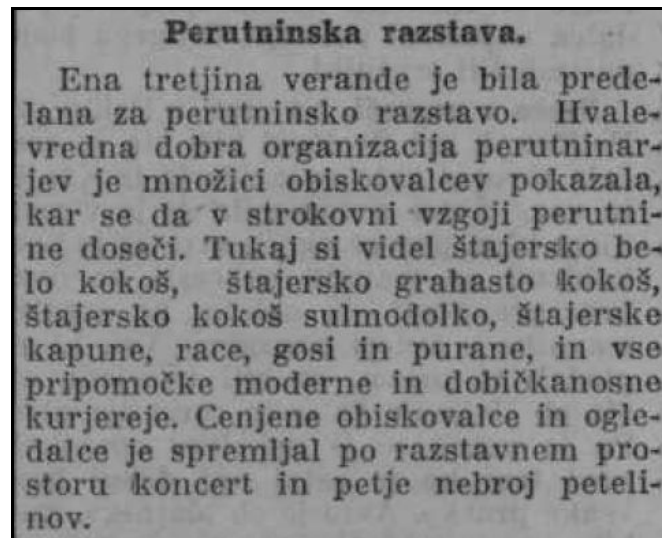 Perutninska razstava.
Ena tretjina verande je bila prede-
lana za perutninsko razstavo. Hvale-
vredna dobra organizacija perutninar-
jev je množici obiskovalcev pokazala,
kar se da v strokovni vzgoji perutni-
ne doseči. Tukaj si videl štajersko be-
lo kokoš, štajersko grahasto kokoš,
štajersko kokoš sulmodolko, štajerske
kapune, race, gosi in purane, in vse
pripomočke moderne in dobičkanosne
kurjereje. Cenjene obiskovalce in ogle-
dalce je spremljal po razstavnem pro-
storu koncert in petje nebroj peteli-
nov.